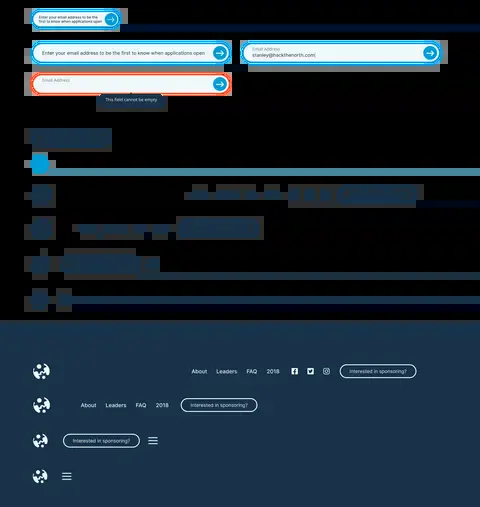 Enter your email address to be the
first to know when applications open
Enter your email address to be the first to know when applications open
Email Address
stanley@hackthenorth.com
Email Address
This field cannot be empty
About Leaders FAQ 2018 Interested in sponsoring?
About Leaders FAQ 2018 Interested in sponsoring?
Interested in sponsoring?